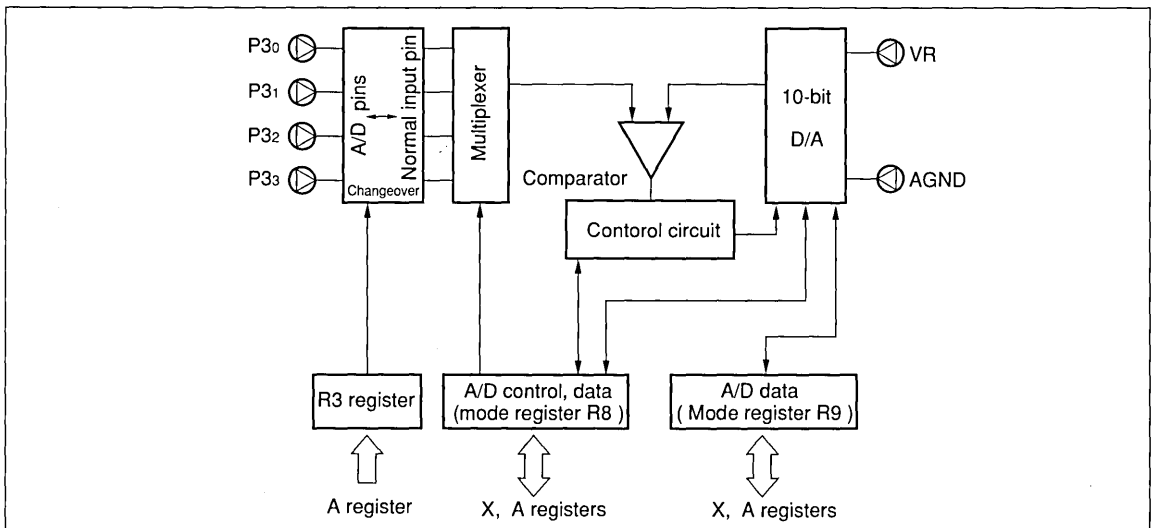 P30
P31
P32
P33
A/D pins
Normal input pin
Changeover
Multiplexer
Comparator
Contorol circuit
10-bit
D/A
VR
AGND
R3 register
A/D control, data
(mode register R8 )
A/D data
( Mode register R9 )
A register
X, A registers
X, A registers